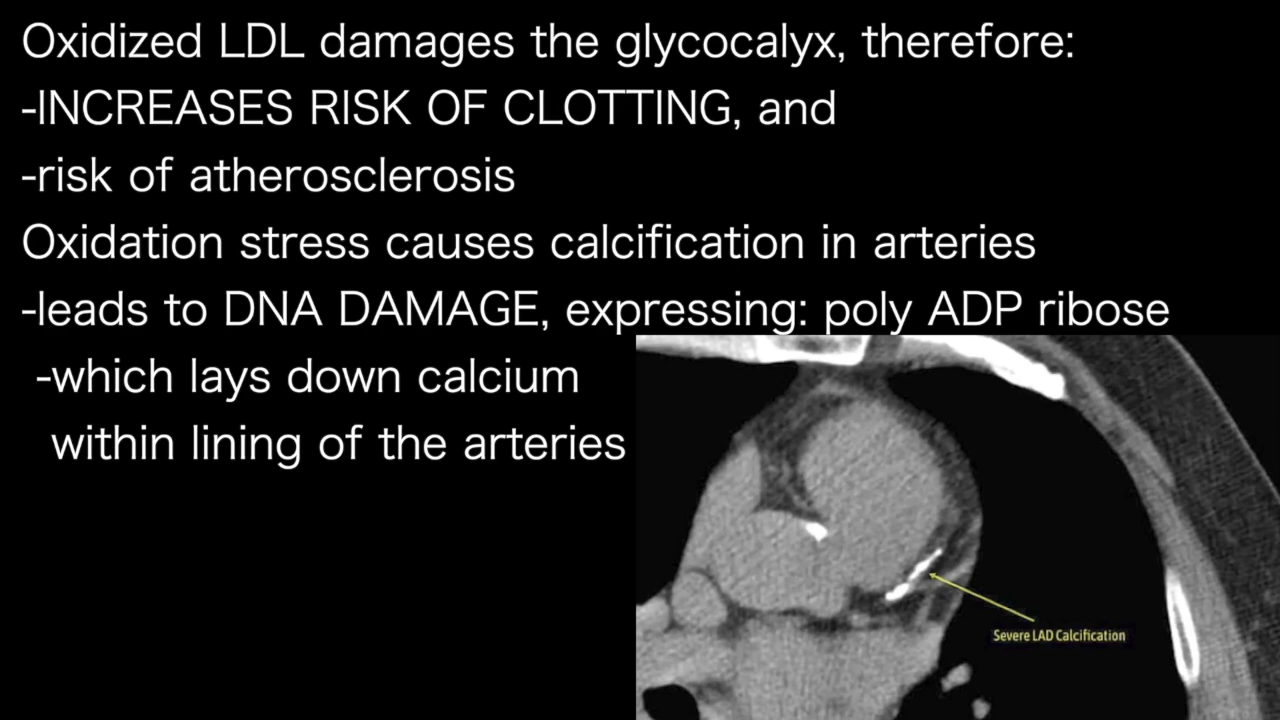 Oxidized LDL damages the glycocalyx, therefore:
-INCREASES RISK OF CLOTTING, and
-risk of atherosclerosis
Oxidation stress causes calcification in arteries
-leads to DNA DAMAGE, expressing: poly ADP ribose
-which lays down calcium
within lining of the arteries
Severe LAD Calcification